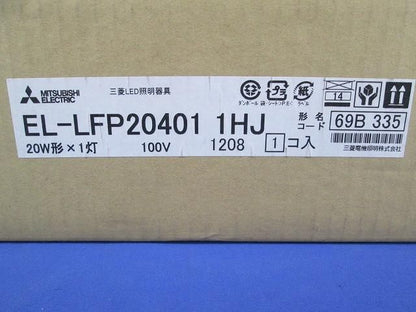 MITSUBISHI
ELECTRIC
三菱LED照明器具
ダンボール
袋・シート
ラベル
14
EL-LFP20401 1HJ
形名
コード
69B 335
20W形×1灯 100V 1208 1コ入
三菱電機照明株式会社